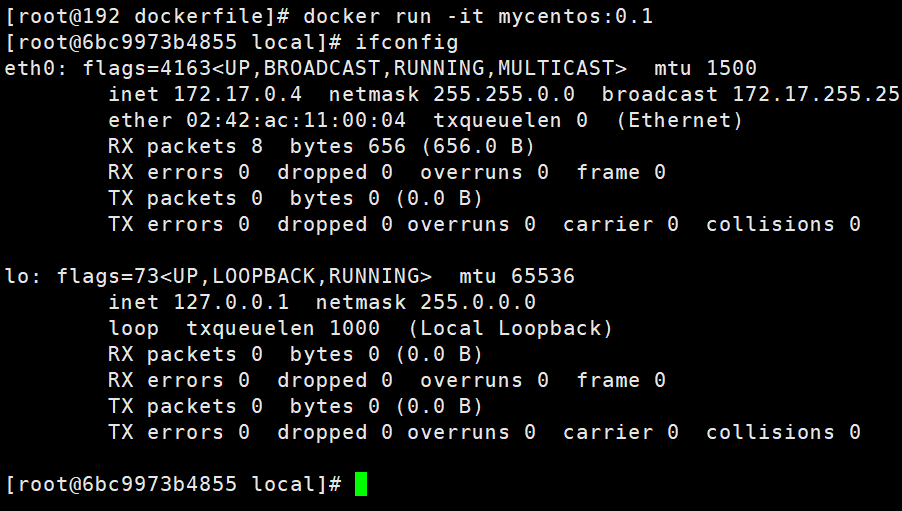 [root@192 dockerfile]# docker run -it mycentos:0.1
[root@6bc9973b4855 local]# ifconfig
eth0: flags=4163<UP,BROADCAST,RUNNING,MULTICAST>  mtu 1500
        inet 172.17.0.4  netmask 255.255.0.0  broadcast 172.17.255.25
        ether 02:42:ac:11:00:04  txqueuelen 0  (Ethernet)
        RX packets 8  bytes 656 (656.0 B)
        RX errors 0  dropped 0  overruns 0  frame 0
        TX packets 0  bytes 0 (0.0 B)
        TX errors 0  dropped 0 overruns 0  carrier 0  collisions 0

lo: flags=73<UP,LOOPBACK,RUNNING>  mtu 65536
        inet 127.0.0.1  netmask 255.0.0.0
        loop  txqueuelen 1000  (Local Loopback)
        RX packets 0  bytes 0 (0.0 B)
        RX errors 0  dropped 0  overruns 0  frame 0
        TX packets 0  bytes 0 (0.0 B)
        TX errors 0  dropped 0 overruns 0  carrier 0  collisions 0

[root@6bc9973b4855 local]#